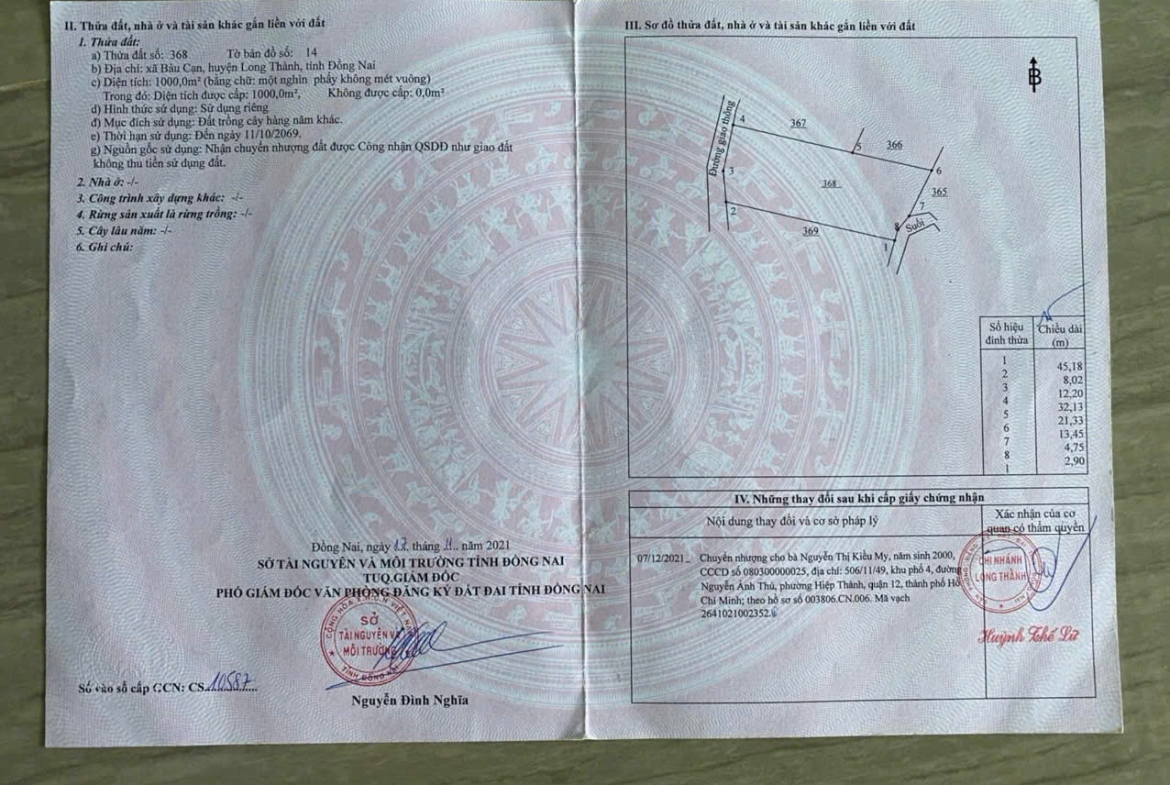 II. Thửa đất, nhà ở và tài sản khác gắn liền với đất
1. Thửa đất:
a) Thửa đất số: 368 Tờ bản đồ số: 14
b) Địa chỉ: xã Bàu Cạn, huyện Long Thành, tỉnh Đồng Nai
c) Diện tích: 1000,0m² (bằng chữ: một nghìn phẩy không mét vuông)
Trong đó: Diện tích được cấp: 1000,0m², Không được cấp: 0,0m²
d) Hình thức sử dụng: Sử dụng riêng
đ) Mục đích sử dụng: Đất trồng cây hàng năm khác.
e) Thời hạn sử dụng: Đến ngày 11/10/2069.
g) Nguồn gốc sử dụng: Nhận chuyển nhượng đất được Công nhận QSDĐ như giao đất
không thu tiền sử dụng đất.
2. Nhà ở: -/-
3. Công trình xây dựng khác: -/-
4. Rừng sản xuất là rừng trồng: -/-
5. Cây lâu năm: -/-
6. Ghi chú:
Đồng Nai, ngày tháng 11 năm 2021
SỞ TÀI NGUYÊN VÀ MÔI TRƯỜNG TỈNH ĐỒNG NAI
TUQ.GIÁM ĐỐC
PHÓ GIÁM ĐỐC VĂN PHÒNG ĐĂNG KÝ ĐẤT ĐAI TỈNH ĐỒNG NAI
SỞ
TÀI NGUYÊN VÀ
MÔI TRƯỜNG
TỈNH ĐỒNG NAI
Số vào sổ cấp GCN: CS 10587
Nguyễn Đình Nghĩa
III. Sơ đồ thửa đất, nhà ở và tài sản khác gắn liền với đất
B
Đường giao thông
4
367
5
366
6
3
368
365
2
7
8
Suối
369
1
Số hiệu đỉnh thửa Chiều dài (m)
1
45,18
2
8,02
3
12,20
4
32,13
5
21,33
6
13,45
7
4,75
8
2,90
1
IV. Những thay đổi sau khi cấp giấy chứng nhận
Nội dung thay đổi và cơ sở pháp lý
Xác nhận của cơ
quan có thẩm quyền
07/12/2021 Chuyển nhượng cho bà Nguyễn Thị Kiều My, năm sinh 2000,
CCCD số 080300000025, địa chỉ: 506/11/49, khu phố 4, đường
Nguyễn Ảnh Thủ, phường Hiệp Thành, quận 12, thành phố Hồ
Chí Minh; theo hồ sơ số 003806.CN.006. Mã vạch
2641021002352.
CHI NHÁNH
LONG THÀNH
Huỳnh Thế Lữ